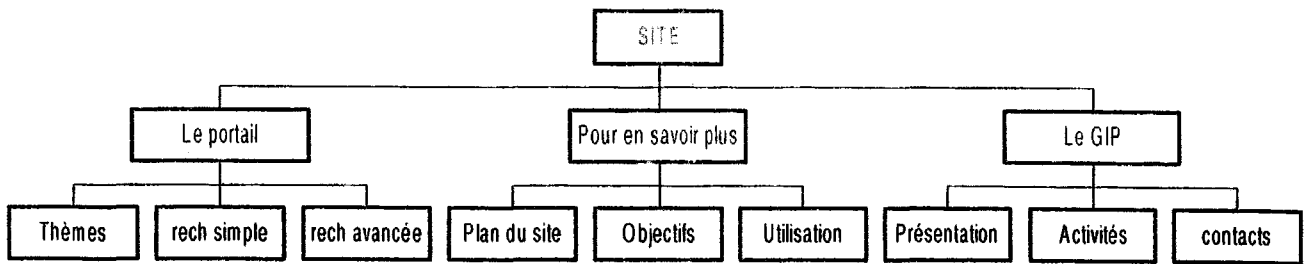 SITE
Le portail
Pour en savoir plus
Le GIP
Thèmes
rech simple
rech avancée
Plan du site
Objectifs
Utilisation
Présentation
Activités
contacts